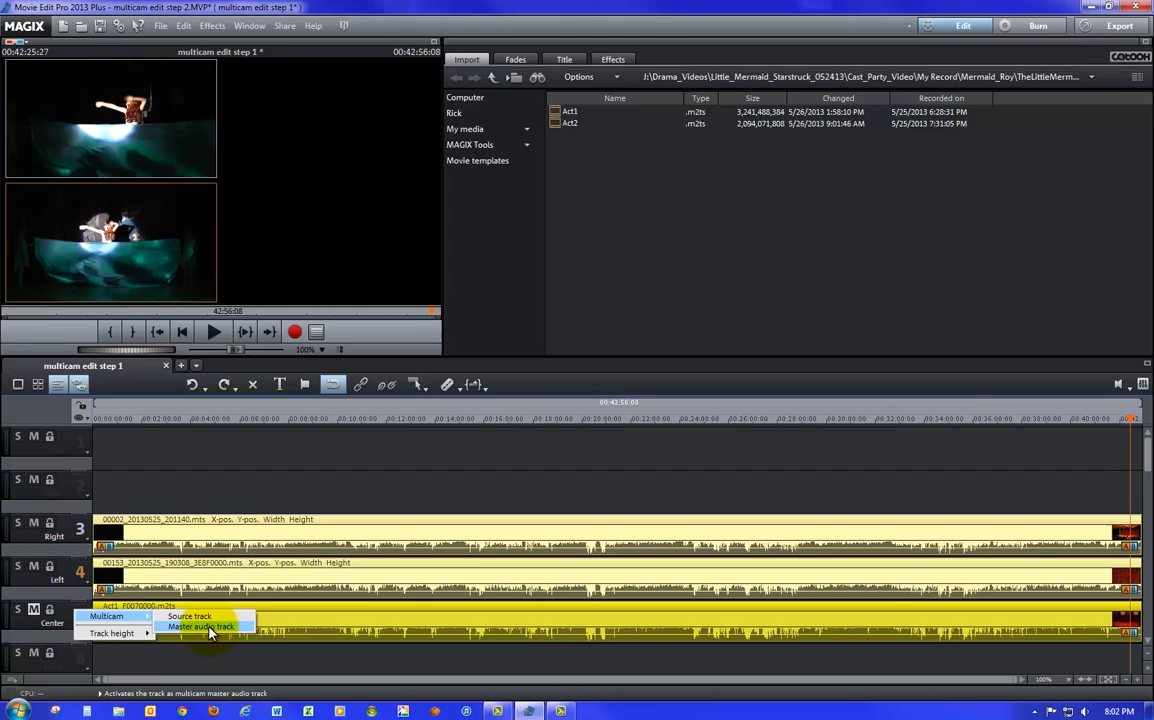 Movie Edit Pro 2013 Plus - multicam edit step 2.MVP* ( multicam edit step 1* )
MAGIX File Edit Effects Window Share Help Edit Burn Export
00:42:25:27 multicam edit step 1 * 00:42:56:08
Import Fades Title Effects CATOOH
Options J:\Drama_Videos\Little_Mermaid_Starstruck_052413\Cast_Party_Video\My Record\Mermaid_Roy\TheLittleMerm...
Computer
Rick
My media
MAGIX Tools
Movie templates
Name Type Size Changed Recorded on
Act1 .m2ts 3,241,488,384 5/26/2013 1:58:10 PM 5/25/2013 6:28:31 PM
Act2 .m2ts 2,094,071,808 5/26/2013 9:01:46 AM 5/25/2013 7:31:05 PM
42:56:08
100%
multicam edit step 1
00:42:56:08
00:00:00:00 00:02:00:00 00:04:00:00 00:06:00:00 00:08:00:00 00:10:00:00 00:12:00:00 00:14:00:00 00:16:00:00 00:18:00:00 00:20:00:00 00:22:00:00 00:24:00:00 00:26:00:00 00:28:00:00 00:30:00:00 00:32:00:00 00:34:00:00 00:36:00:00 00:38:00:00 00:40:00:00 00:42
S M 1
S M 2
S M 3 Right
00002_20130525_201140.mts X-pos. Y-pos. Width Height
A B A B
S M 4 Left
00153_20130525_190308_3E8F0000.mts X-pos. Y-pos. Width Height
A B A B
S M Center
Act1 F0070000.m2ts
A B
Multicam Source track
Master audio track
Track height
S M
100%
CPU: — Activates the track as multicam master audio track
8:02 PM